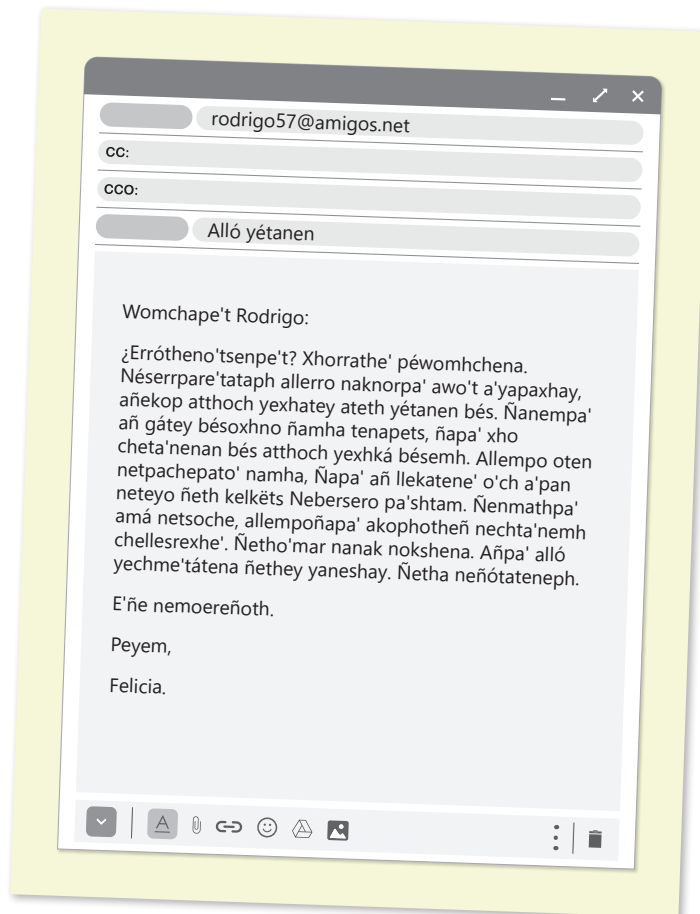 rodrigo57@amigos.net
CC:
CCO:
Alló yétanen
Womchape't Rodrigo:
¿Errótheno'tsenpe't? Xhorrathe' péwomhchena.
Néserrpare'tataph allerro naknorpa' awo't a'yapaxhay,
añekop atthoch yexhatey ateth yétanen bés. Ñanempa'
añ gátey bésoxhno ñamha tenapets, ñapa' xho
cheta'nenan bés atthoch yexhká bésemh. Allempo oten
netpachepato' namha, Ñapa' añ llekatene' o'ch a'pan
neteyo ñeth kelkëts Nebersero pa'shtam. Ñenmathpa'
amá netsoche, allempoñapa' akophotheñ nechta'nemh
chellesrexhe'. Ñetho'mar nanak nokshena. Añpa' alló
yechme'tátena ñethey yaneshay. Ñetha neñótateneph.
E'ñe nemoereñoth.
Peyem,
Felicia.